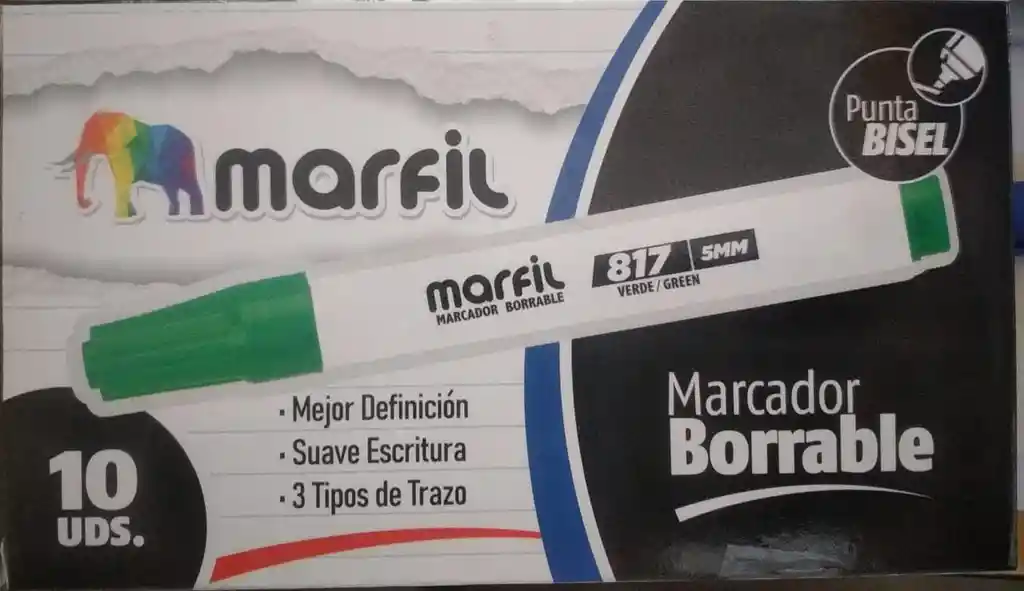 marfil
Punta
BISEL
marfil
MARCADOR BORRABLE
817 5MM
VERDE / GREEN
· Mejor Definición
· Suave Escritura
· 3 Tipos de Trazo
10
UDS.
Marcador
Borrable